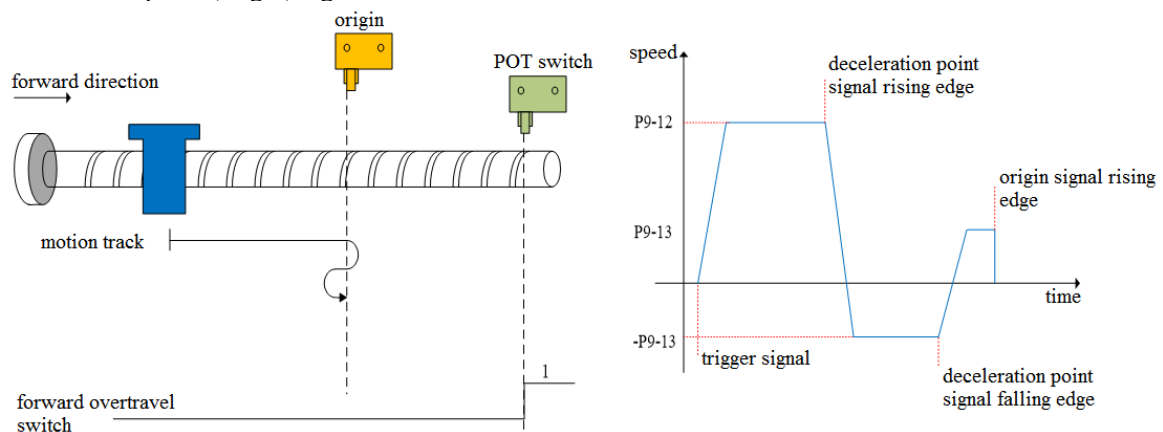 origin
POT switch
forward direction
motion track
1
forward overtravel
switch
speed
deceleration point
signal rising edge
P9-12
origin signal rising
edge
P9-13
time
-P9-13
trigger signal
deceleration point
signal falling edge